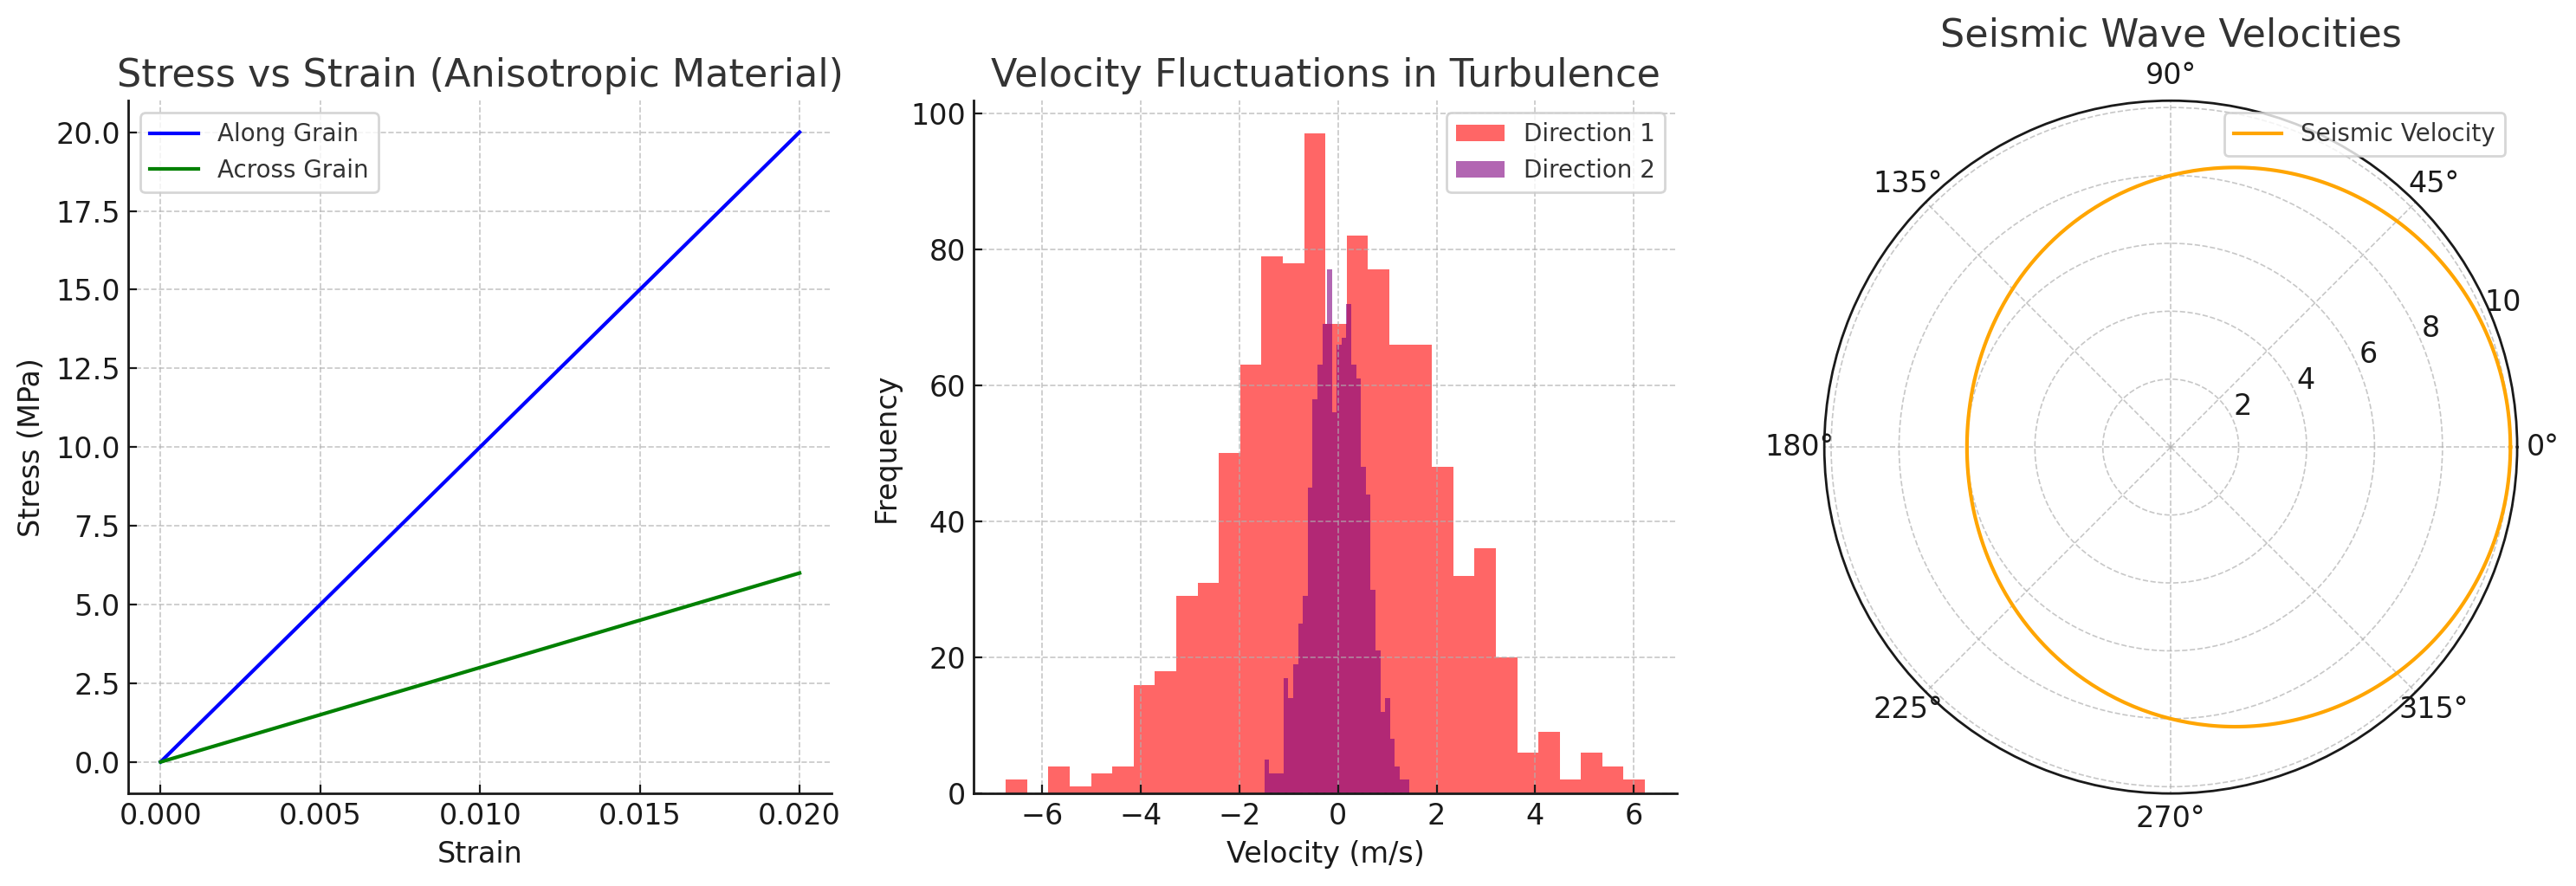 Stress vs Strain (Anisotropic Material)
Along Grain
Across Grain
20.0
17.5
15.0
12.5
10.0
7.5
5.0
2.5
0.0
Stress (MPa)
0.000 0.005 0.010 0.015 0.020
Strain
Velocity Fluctuations in Turbulence
Direction 1
Direction 2
100
80
60
40
20
0
Frequency
−6 −4 −2 0 2 4 6
Velocity (m/s)
Seismic Wave Velocities
90°
Seismic Velocity
135° 45°
10
8
6
4
2
180° 0°
225° 315°
270°